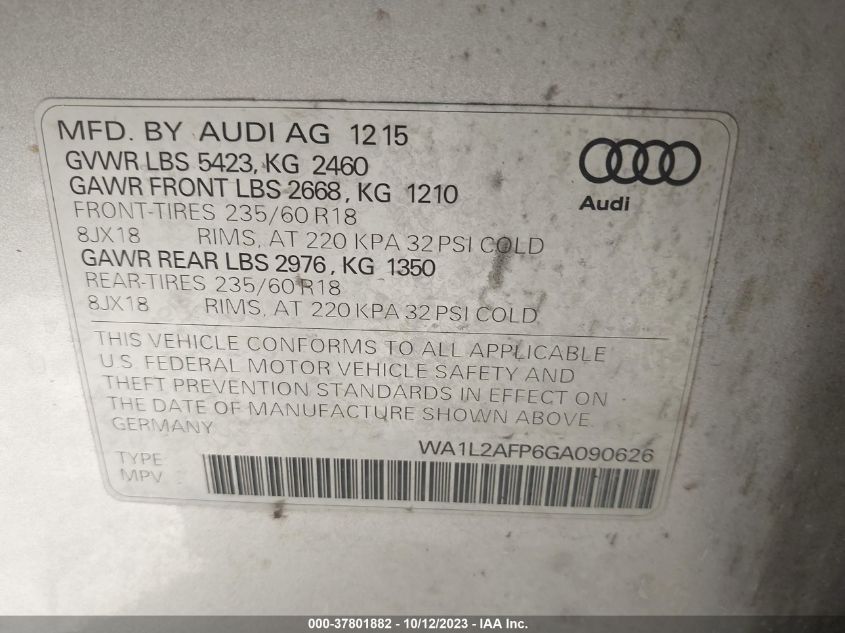 MFD. BY AUDI AG 12 15
GVWR LBS 5423, KG 2460
GAWR FRONT LBS 2668, KG 1210
FRONT-TIRES 235/60 R18
8JX18 RIMS, AT 220 KPA 32 PSI COLD
GAWR REAR LBS 2976, KG 1350
REAR-TIRES 235/60 R18
8JX18 RIMS, AT 220 KPA 32 PSI COLD
Audi
THIS VEHICLE CONFORMS TO ALL APPLICABLE
U.S. FEDERAL MOTOR VEHICLE SAFETY AND
THEFT PREVENTION STANDARDS IN EFFECT ON
THE DATE OF MANUFACTURE SHOWN ABOVE.
GERMANY
WA1L2AFP6GA090626
TYPE
MPV
000-37801882 - 10/12/2023 - © IAA, Inc.